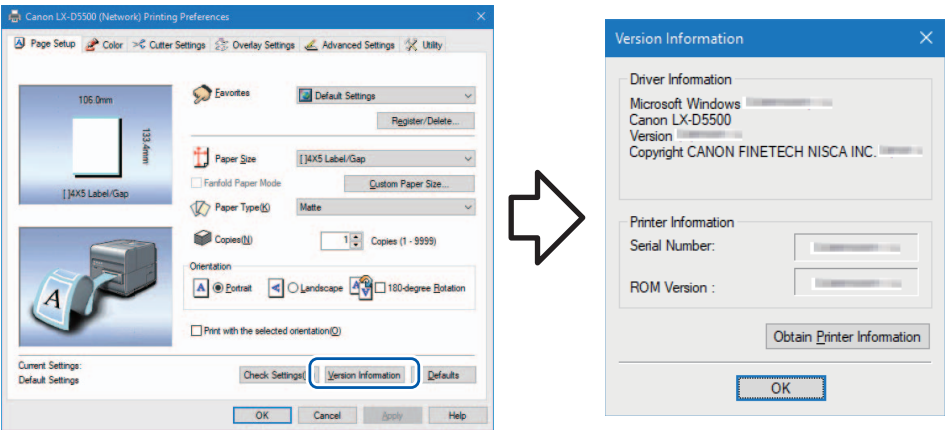 Canon LX-D5500 (Network) Printing Preferences
Page Setup Color Cutter Settings Overlay Settings Advanced Settings Utility
106.0mm
133.4mm
[ ]4X5 Label/Gap
Favorites Default Settings
Register/Delete...
Paper Size [ ]4X5 Label/Gap
Fanfold Paper Mode Custom Paper Size...
Paper Type(K) Matte
Copies(N) 1 Copies (1 - 9999)
Orientation
A Portrait A Landscape A A 180-degree Rotation
A
Print with the selected orientation(O)
Current Settings:
Default Settings
Check Settings( Version Information Defaults
OK Cancel Apply Help
Version Information
Driver Information
Microsoft Windows
Canon LX-D5500
Version
Copyright CANON FINETECH NISCA INC.
Printer Information
Serial Number:
ROM Version :
Obtain Printer Information
OK